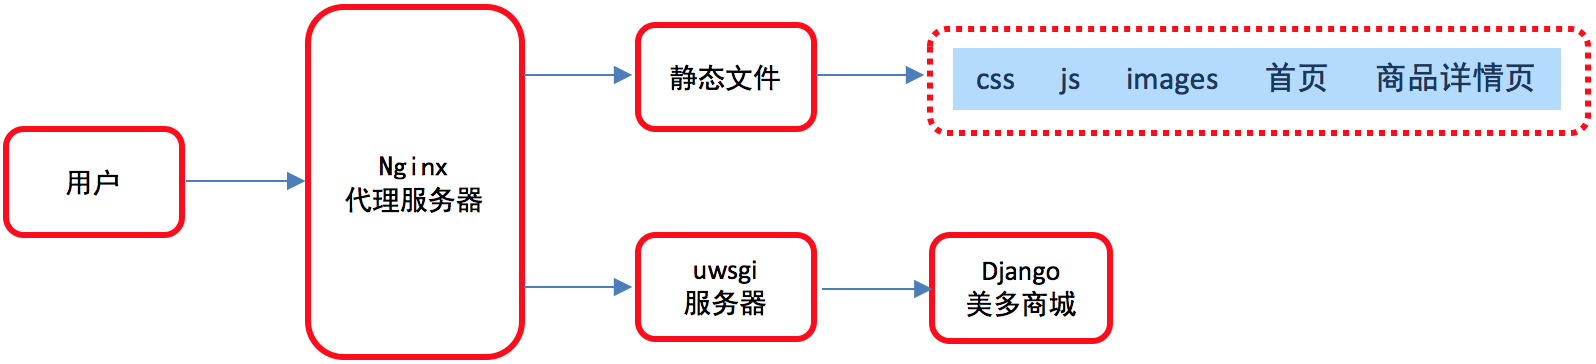 用户
Nginx
代理服务器
静态文件
css js images 首页 商品详情页
uwsgi
服务器
Django
美多商城